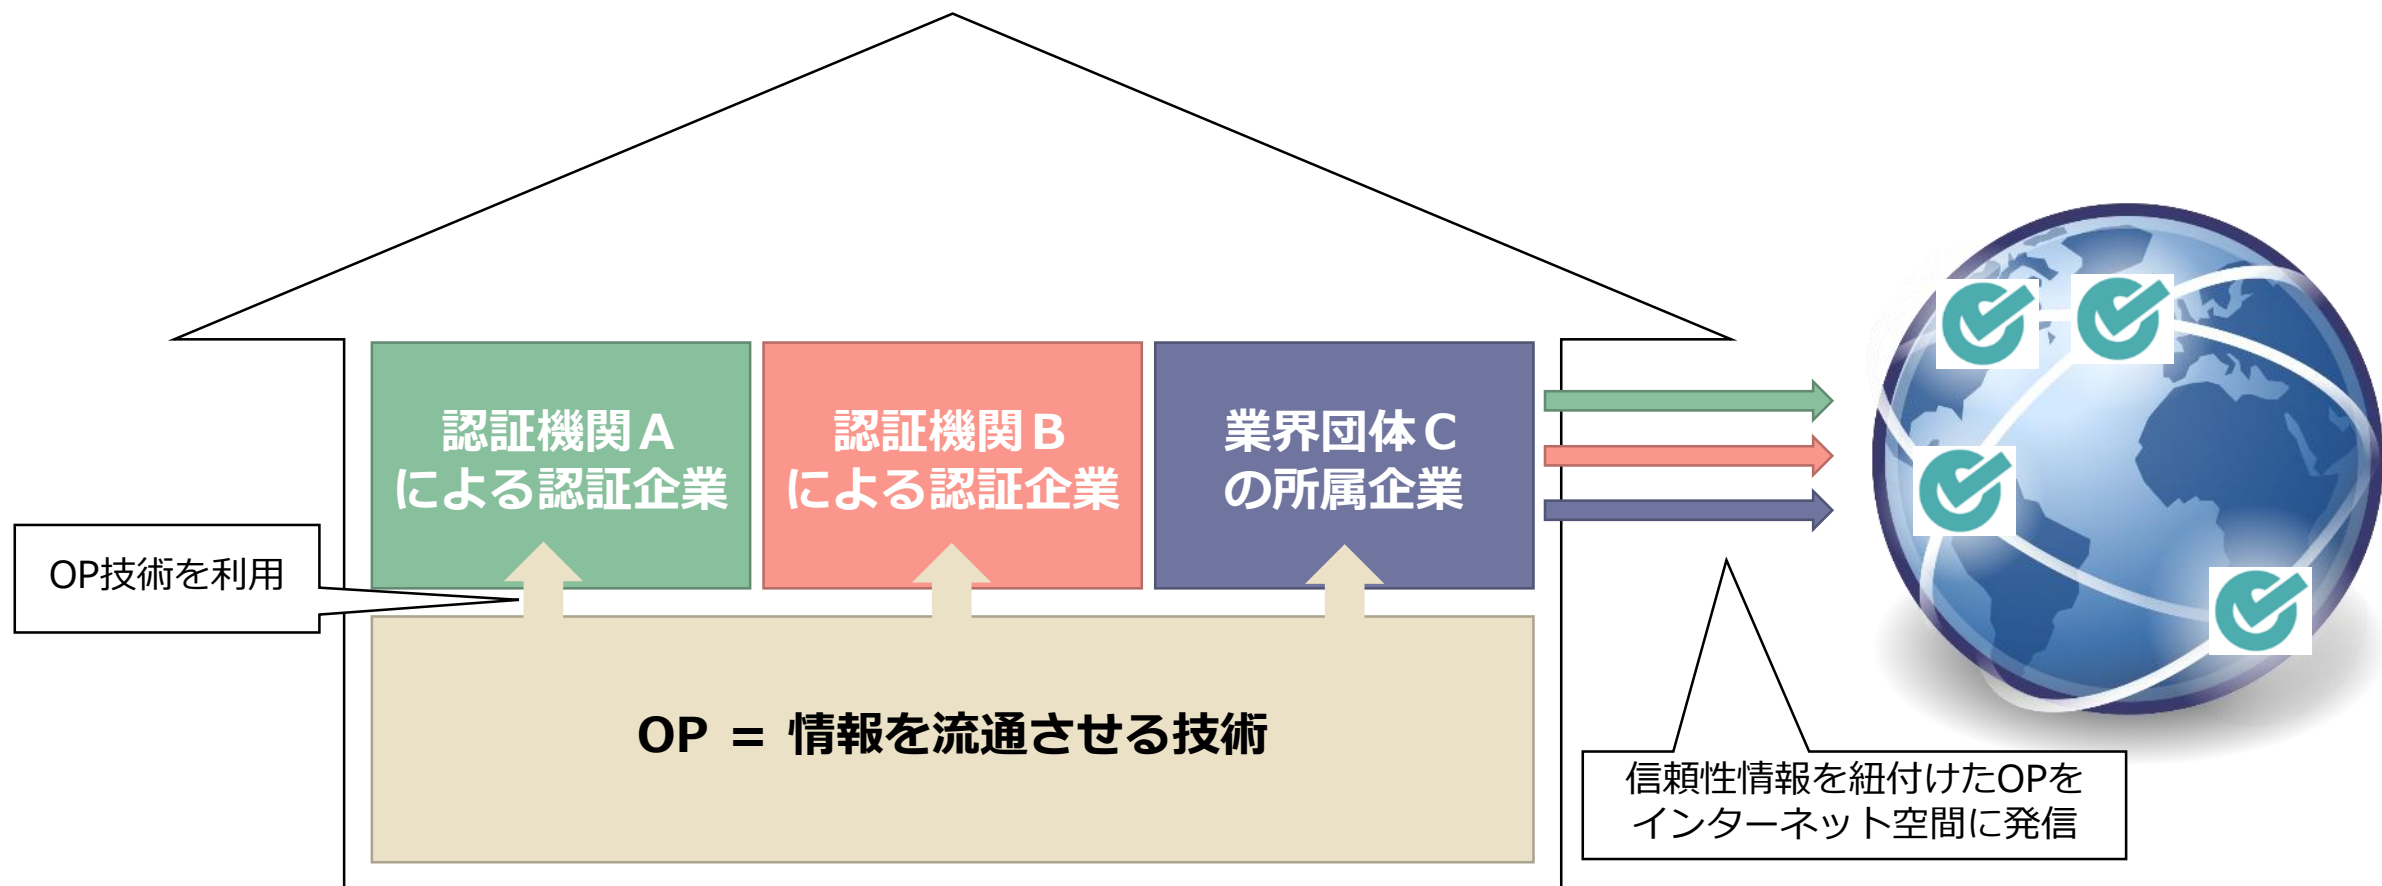 認証機関A
による認証企業
認証機関B
による認証企業
業界団体C
の所属企業
OP技術を利用
OP = 情報を流通させる技術
信頼性情報を紐付けたOPを
インターネット空間に発信